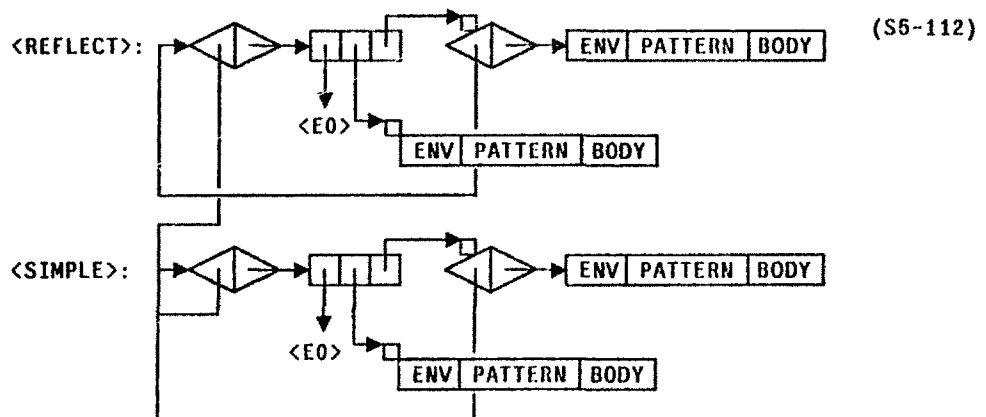 (S5-112)
<REFLECT>: ENV PATTERN BODY
<E0>
ENV PATTERN BODY
<SIMPLE>: ENV PATTERN BODY
<E0>
ENV PATTERN BODY